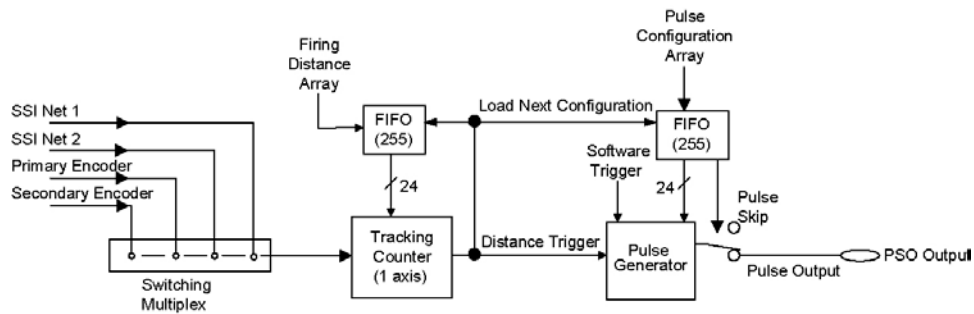 Firing
Distance
Array
Pulse
Configuration
Array
SSI Net 1
SSI Net 2
Primary Encoder
Secondary Encoder
FIFO
(255)
Load Next Configuration
FIFO
(255)
Software
Trigger
24
24
Pulse
Skip
Tracking
Counter
(1 axis)
Distance Trigger
Pulse
Generator
Pulse Output
PSO Output
Switching
Multiplex